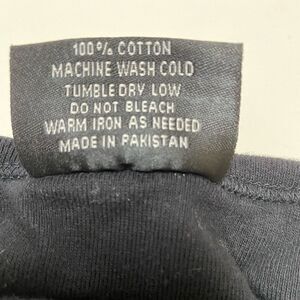 100% COTTON
MACHINE WASH COLD
TUMBLE DRY LOW
DO NOT BLEACH
WARM IRON AS NEEDED
MADE IN PAKISTAN